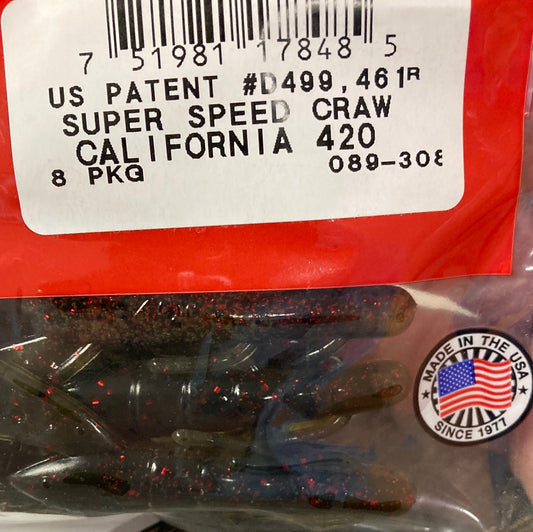 7 51981 17848 5
US PATENT #D499,461R
SUPER SPEED CRAW
CALIFORNIA 420
8 PKG 089-308
MADE IN THE USA
SINCE 1977